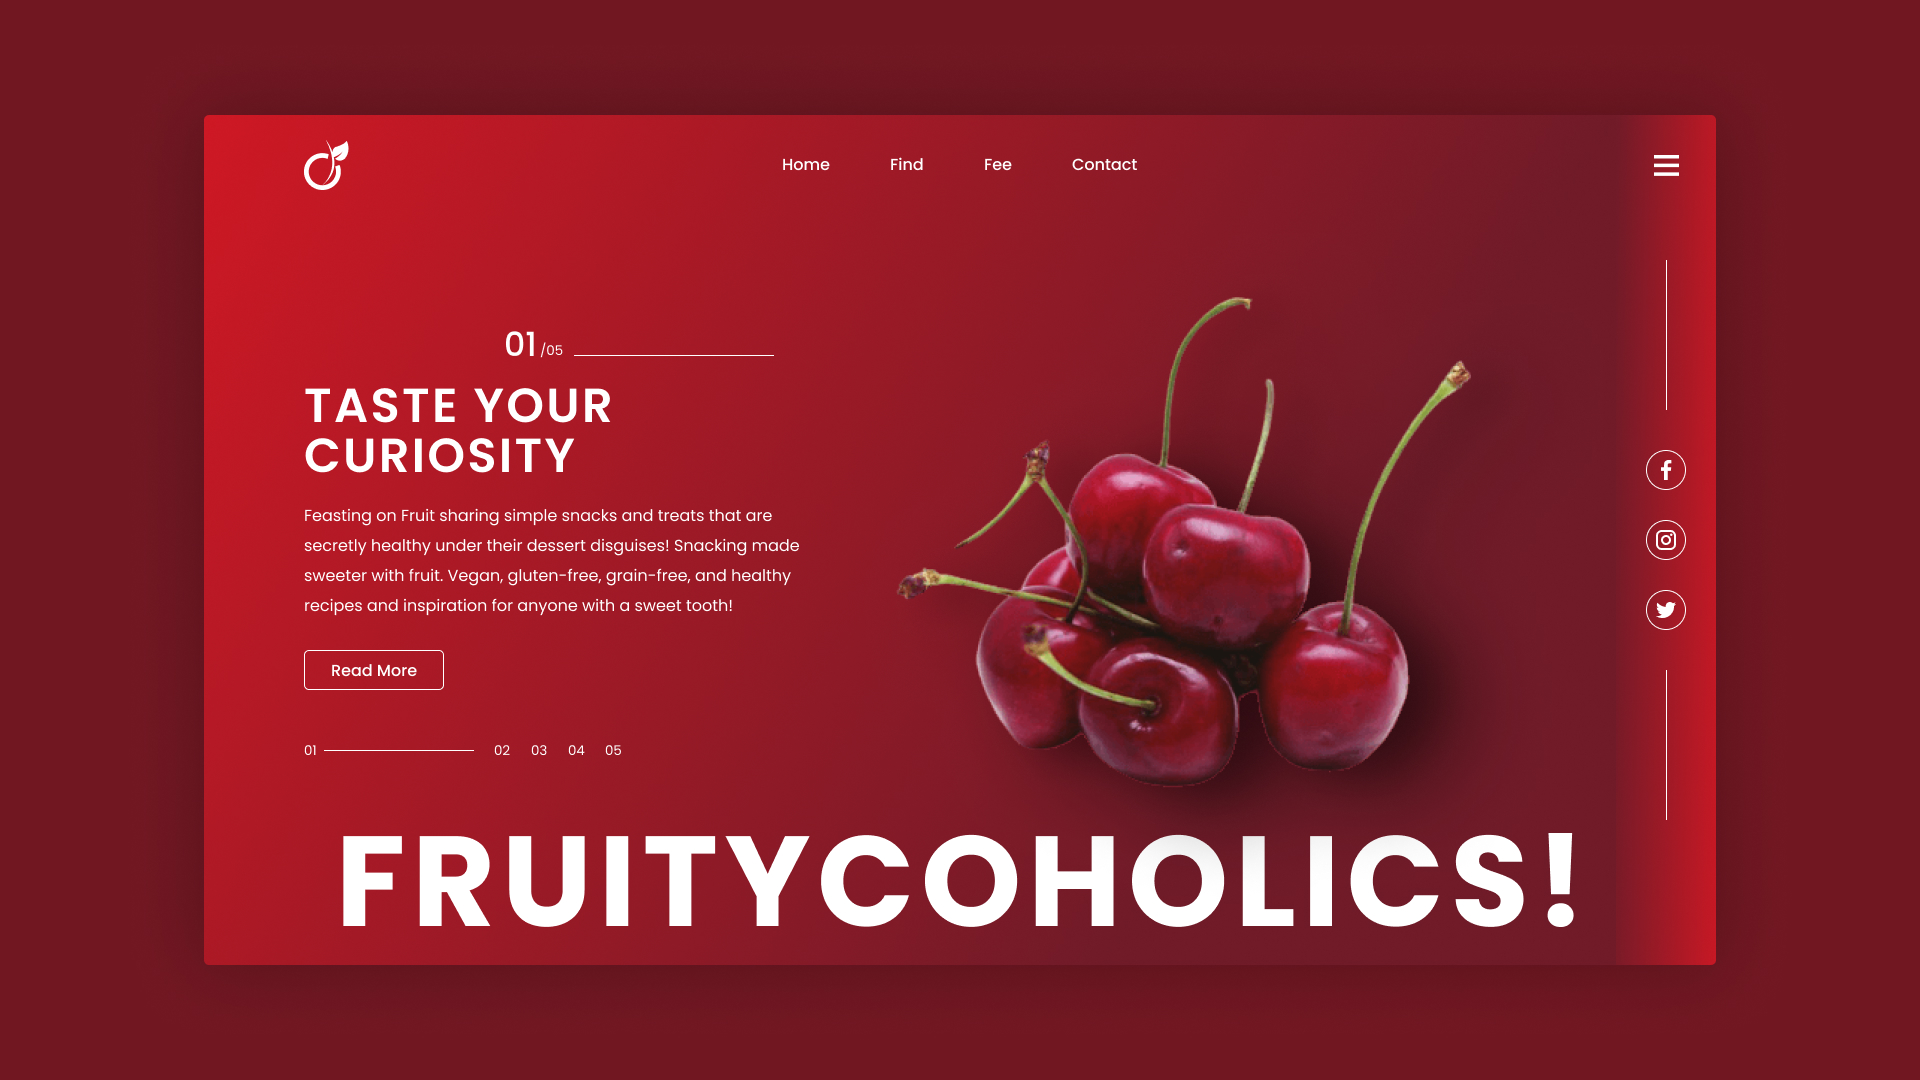 Home Find Fee Contact
01 /05
TASTE YOUR
CURIOSITY
Feasting on Fruit sharing simple snacks and treats that are
secretly healthy under their dessert disguises! Snacking made
sweeter with fruit. Vegan, gluten-free, grain-free, and healthy
recipes and inspiration for anyone with a sweet tooth!
Read More
01 02 03 04 05
FRUITYCOHOLICS!